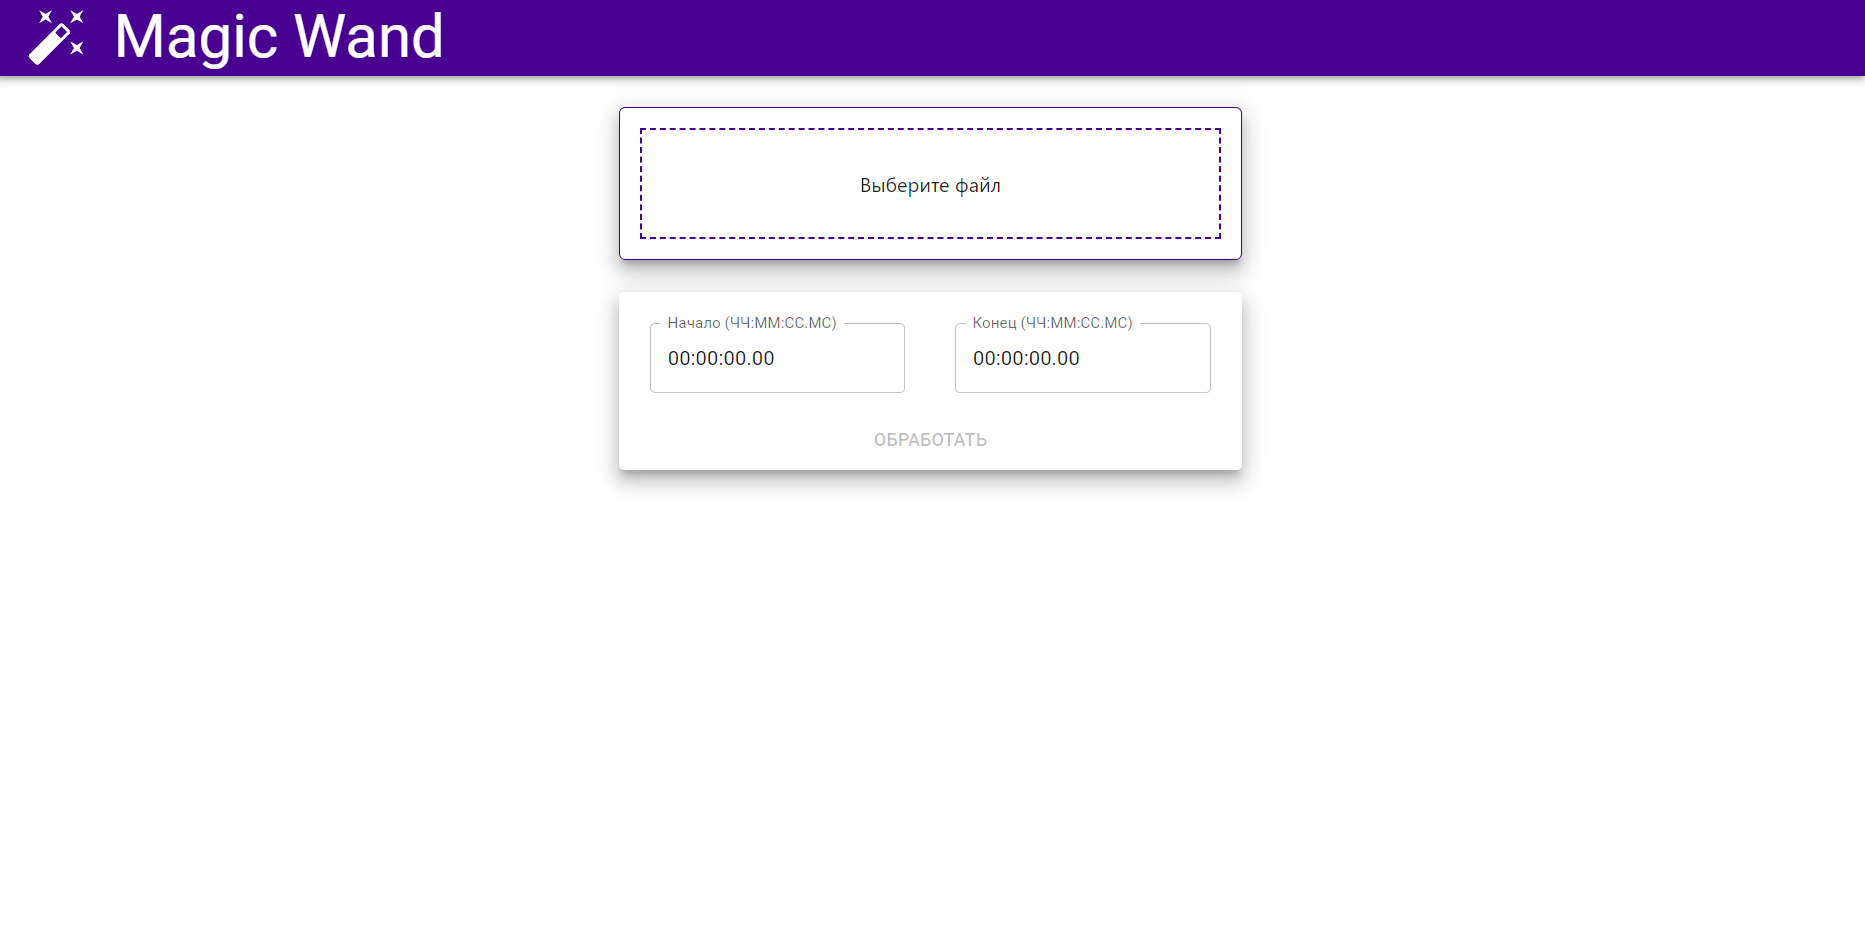 Magic Wand
Выберите файл
Начало (ЧЧ:ММ:СС.МС)
00:00:00.00
Конец (ЧЧ:ММ:СС.МС)
00:00:00.00
ОБРАБОТАТЬ